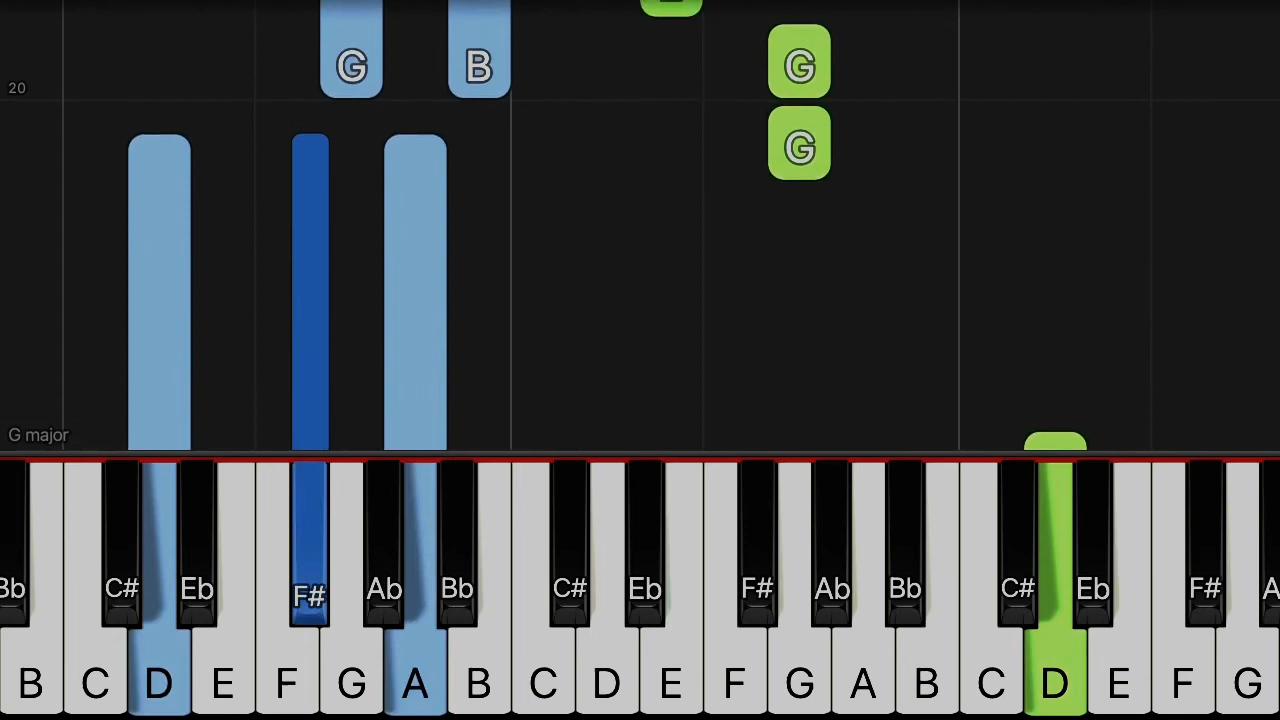 G B G
20
G
G major
Bb C# Eb F# Ab Bb C# Eb F# Ab Bb C# Eb F# A
B C D E F G A B C D E F G A B C D E F G